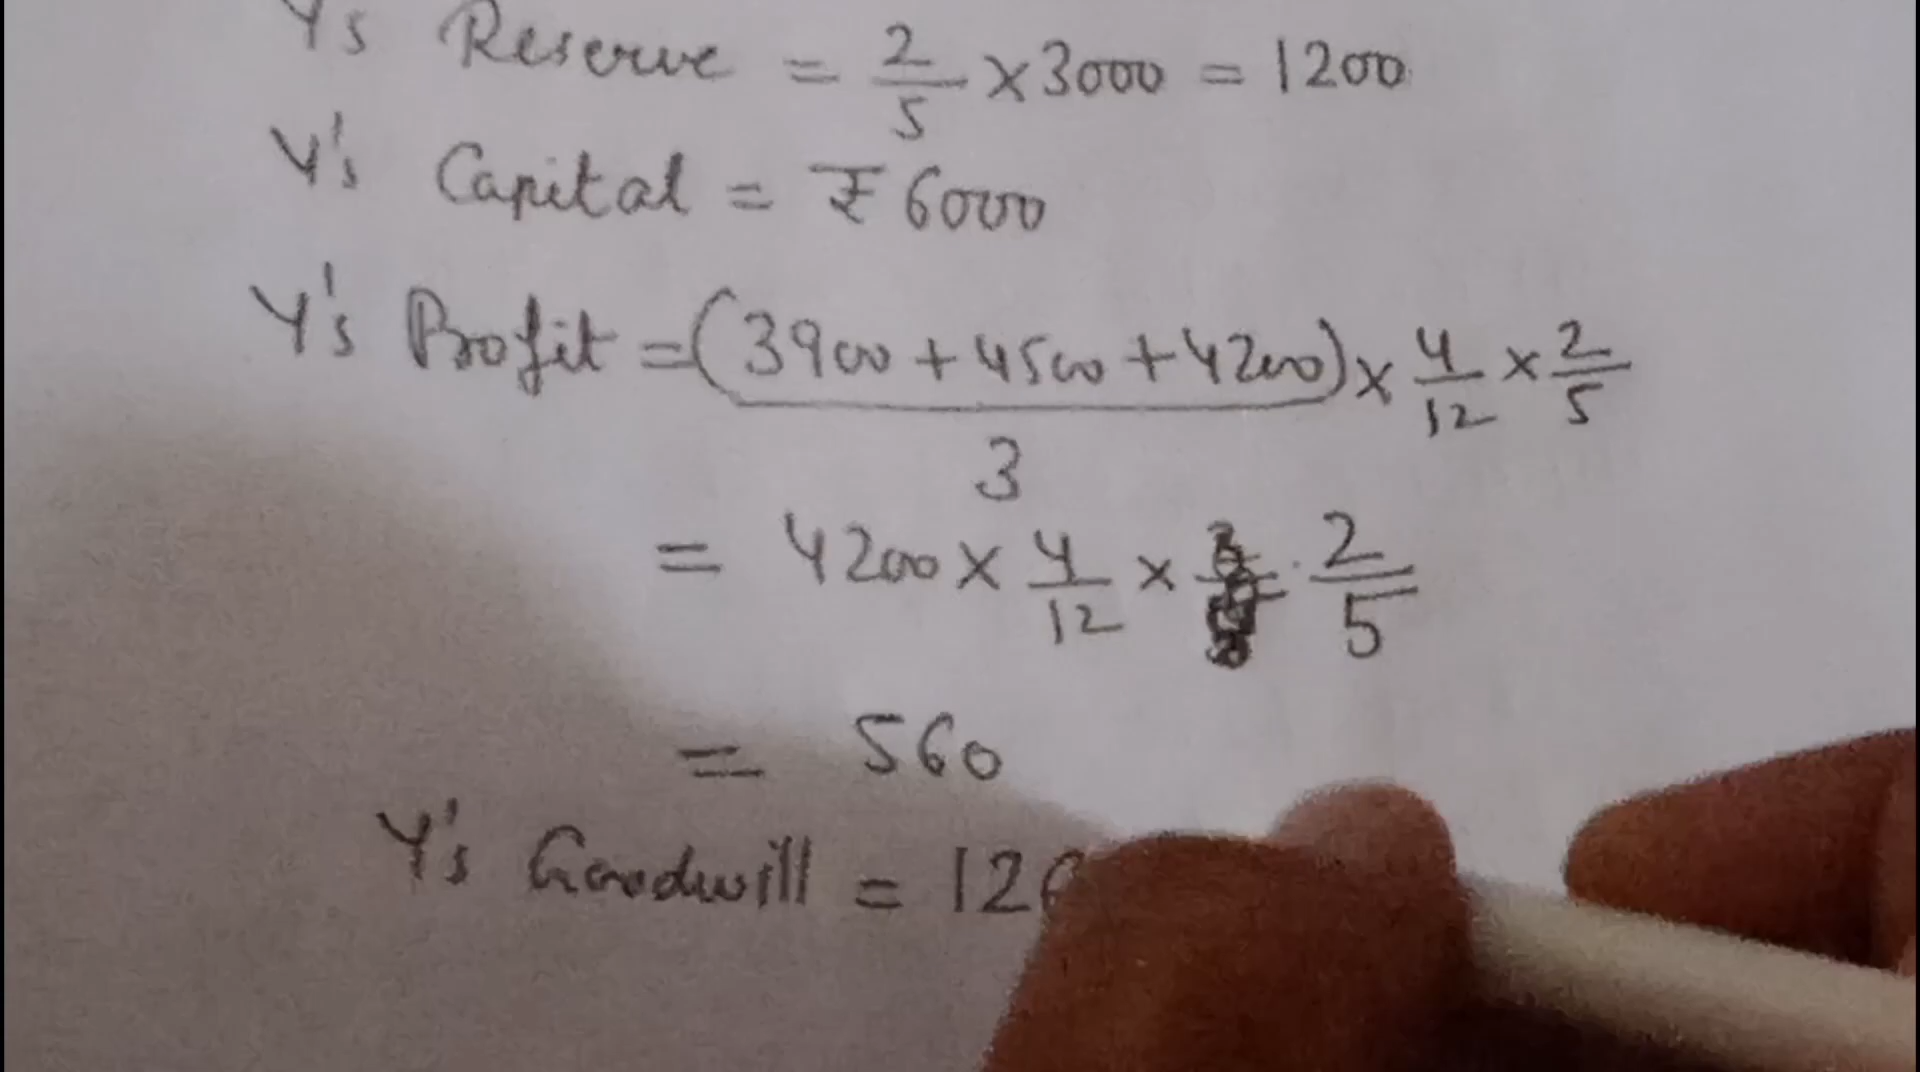 Y's Reserve = 2/5 × 3000 = 1200
Y's Capital = ₹ 6000
Y's Profit = (3900 + 4500 + 4200)/3 × 4/12 × 2/5
= 4200 × 4/12 × 2/5
= 560
Y's Goodwill =